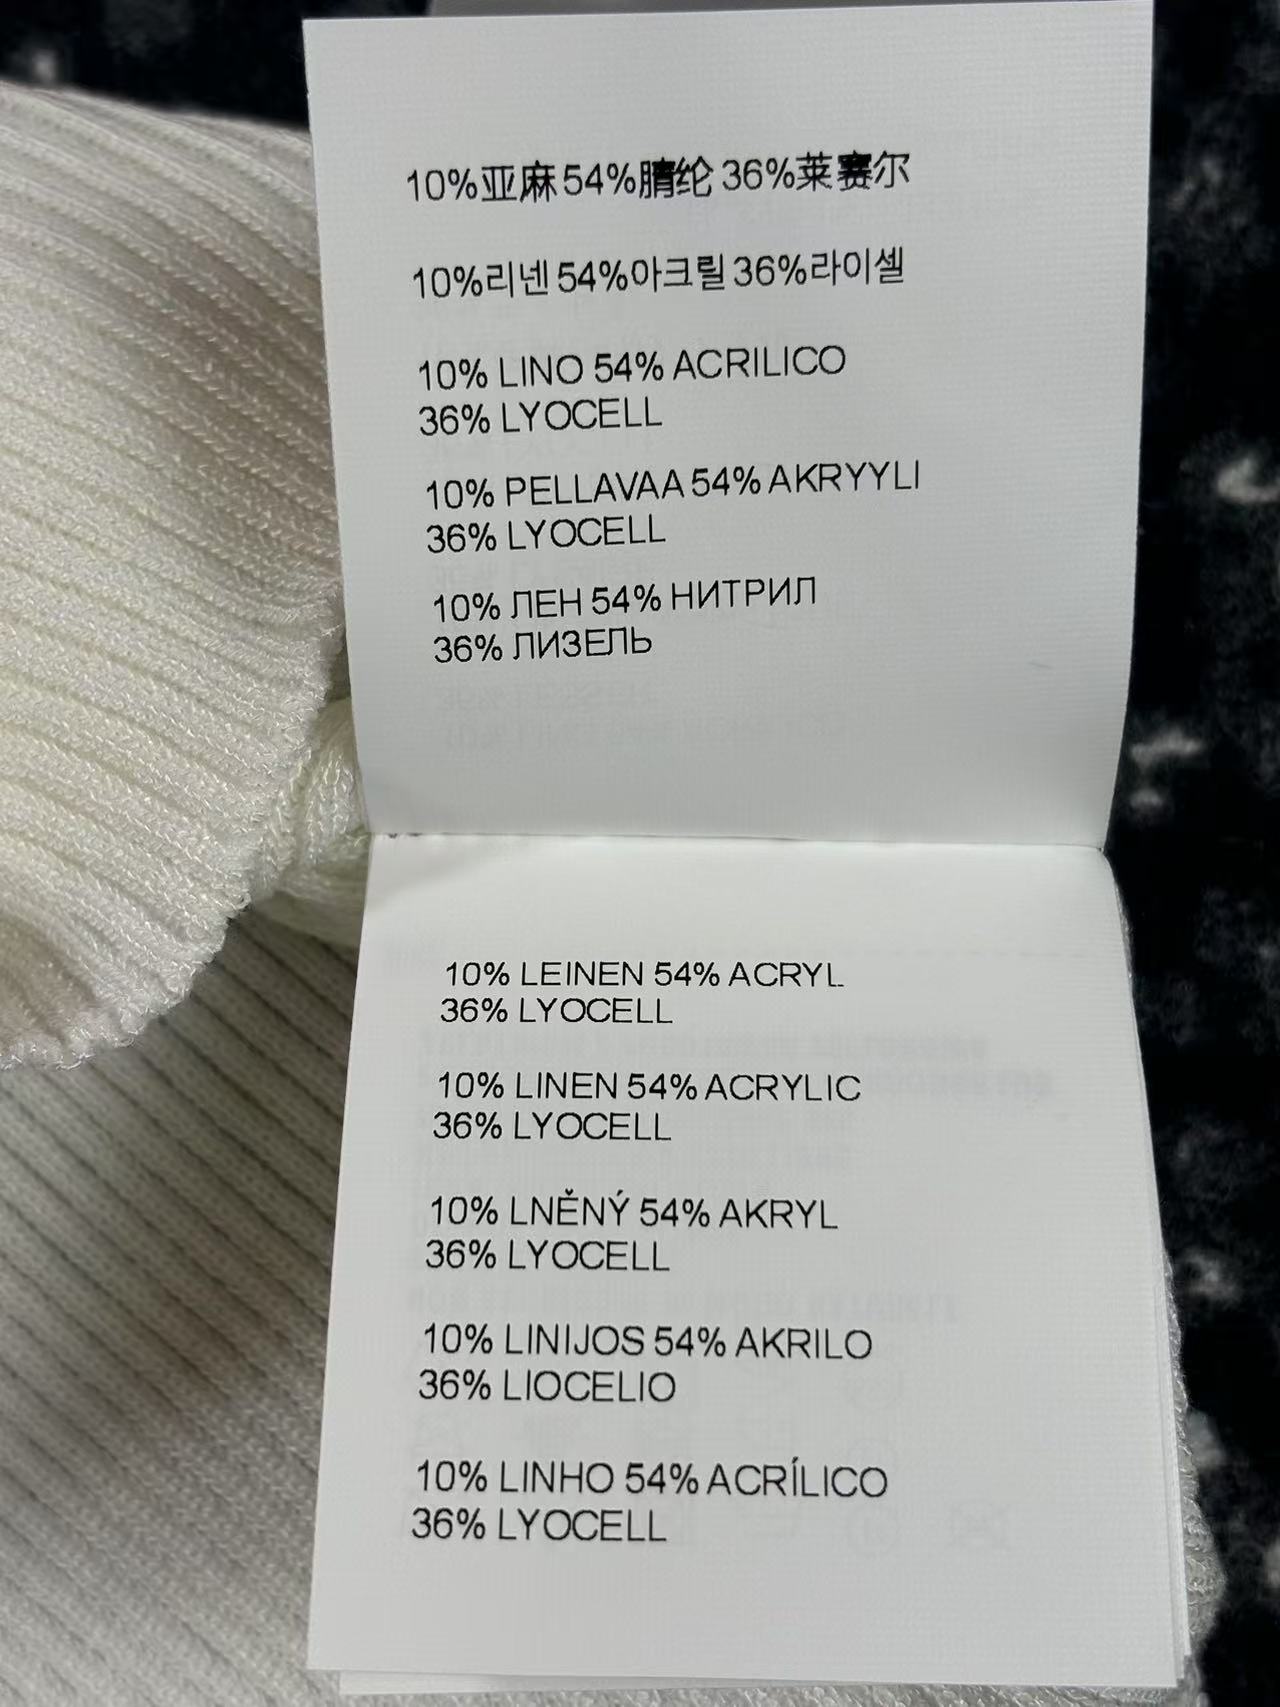 10%亚麻 54%腈纶 36%莱赛尔
10%리넨 54%아크릴 36%라이셀
10% LINO 54% ACRILICO
36% LYOCELL
10% PELLAVAA 54% AKRYYLI
36% LYOCELL
10% ЛЕН 54% НИТРИЛ
36% ЛИЗЕЛЬ
10% LEINEN 54% ACRYL
36% LYOCELL
10% LINEN 54% ACRYLIC
36% LYOCELL
10% LNĚNÝ 54% AKRYL
36% LYOCELL
10% LINIJOS 54% AKRILO
36% LIOCELIO
10% LINHO 54% ACRÍLICO
36% LYOCELL